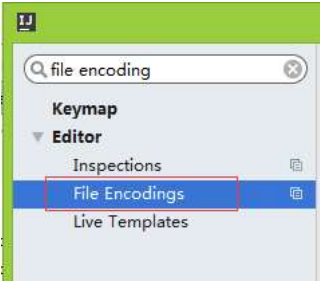 IJ
file encoding
Keymap
Editor
Inspections
File Encodings
Live Templates